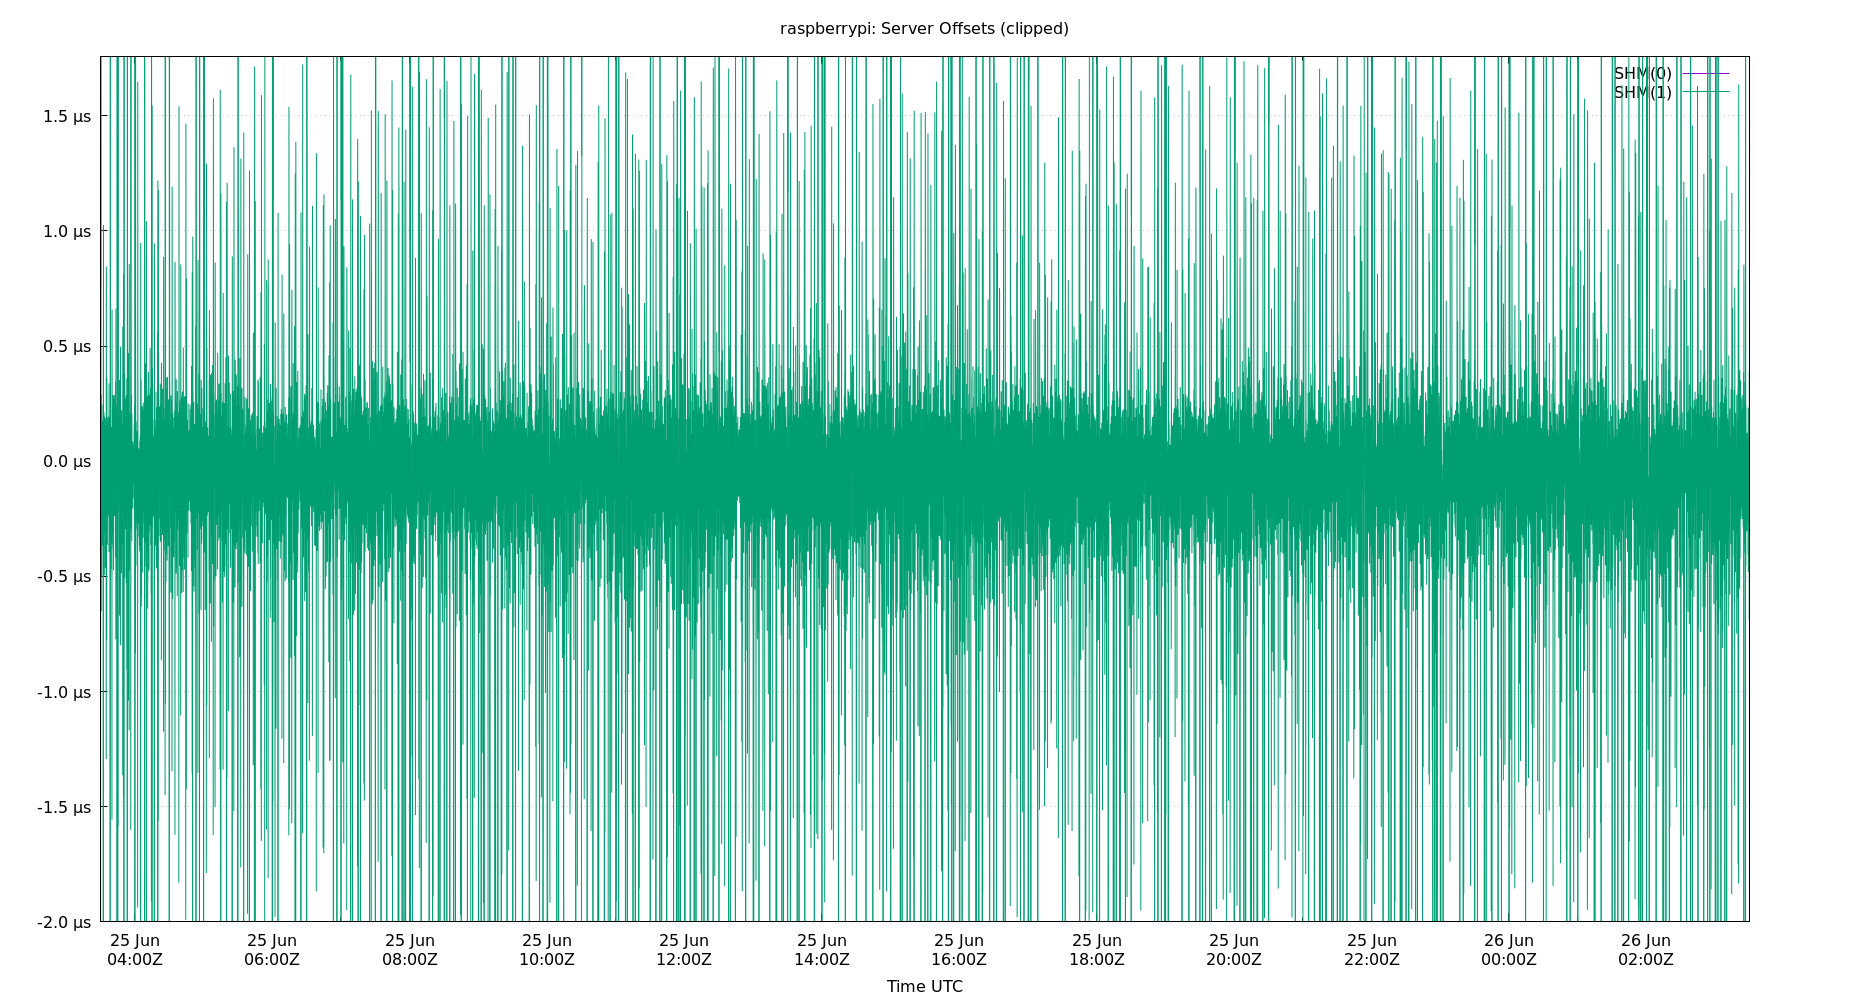 raspberrypi: Server Offsets (clipped)
SHM(0)
SHM(1)
1.5 µs
1.0 µs
0.5 µs
0.0 µs
-0.5 µs
-1.0 µs
-1.5 µs
-2.0 µs
25 Jun 25 Jun 25 Jun 25 Jun 25 Jun 25 Jun 25 Jun 25 Jun 25 Jun 25 Jun 26 Jun 26 Jun
04:00Z 06:00Z 08:00Z 10:00Z 12:00Z 14:00Z 16:00Z 18:00Z 20:00Z 22:00Z 00:00Z 02:00Z
Time UTC